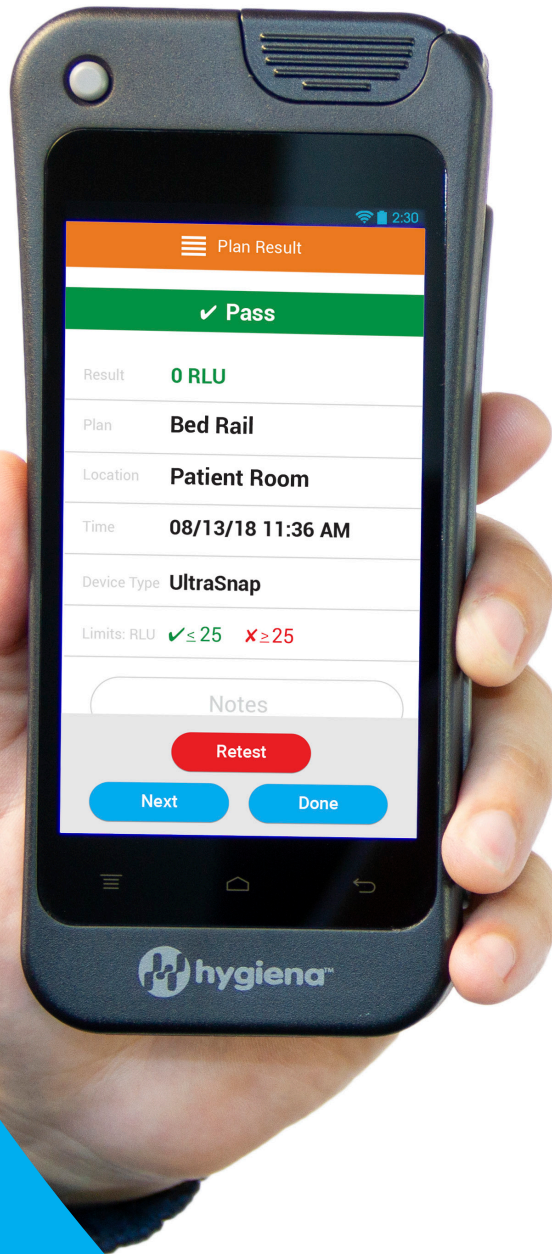 2:30
Plan Result
✔ Pass
Result 0 RLU
Plan Bed Rail
Location Patient Room
Time 08/13/18 11:36 AM
Device Type UltraSnap
Limits: RLU ✔≤ 25 ✘≥25
Notes
Retest
Next Done
hygiena™